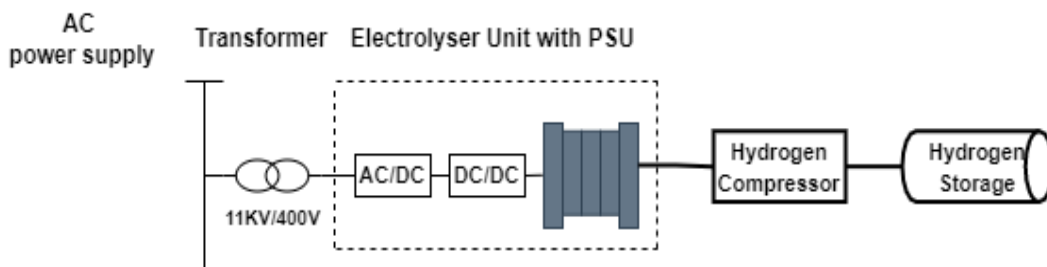 AC
power supply
Transformer
Electrolyser Unit with PSU
11KV/400V
AC/DC
DC/DC
Hydrogen
Compressor
Hydrogen
Storage